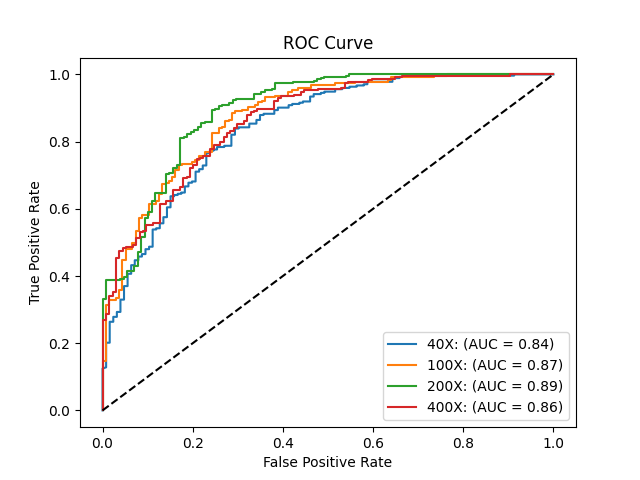 ROC Curve
1.0
0.8
0.6
0.4
0.2
0.0
True Positive Rate
40X: (AUC = 0.84)
100X: (AUC = 0.87)
200X: (AUC = 0.89)
400X: (AUC = 0.86)
0.0 0.2 0.4 0.6 0.8 1.0
False Positive Rate